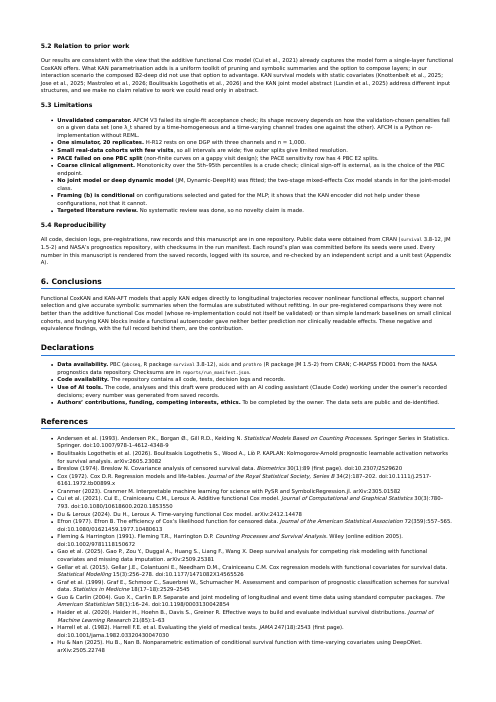 5.2 Relation to prior work
Our results are consistent with the view that the additive functional Cox model (Cui et al., 2021) already captures the model form a single-layer functional
CoxKAN offers. What KAN parametrisation adds is a uniform toolkit of pruning and symbolic summaries and the option to compose layers; in our
interaction scenario the composed B2-deep did not use that option to advantage. KAN survival models with static covariates (Knottenbelt et al., 2025;
Jose et al., 2025; Mastroleo et al., 2026; Boulitsakis Logothetis et al., 2026) and the KAN joint model abstract (Lundin et al., 2025) address different input
structures, and we make no claim relative to work we could read only in abstract.
5.3 Limitations
• Unvalidated comparator. AFCM V3 failed its single-fit acceptance check; its shape recovery depends on how the validation-chosen penalties fall
on a given data set (one λ_t shared by a time-homogeneous and a time-varying channel trades one against the other). AFCM is a Python re-
implementation without REML.
• One simulator, 20 replicates. H-R12 rests on one DGP with three channels and n = 1,000.
• Small real-data cohorts with few visits, so all intervals are wide; five outer splits give limited resolution.
• PACE failed on one PBC split (non-finite curves on a gappy visit design); the PACE sensitivity row has 4 PBC E2 splits.
• Coarse clinical alignment. Monotonicity over the 5th–95th percentiles is a crude check; clinical sign-off is external, as is the choice of the PBC
endpoint.
• No joint model or deep dynamic model (JM, Dynamic-DeepHit) was fitted; the two-stage mixed-effects Cox model stands in for the joint-model
class.
• Framing (b) is conditional on configurations selected and gated for the MLP; it shows that the KAN encoder did not help under these
configurations, not that it cannot.
• Targeted literature review. No systematic review was done, so no novelty claim is made.
5.4 Reproducibility
All code, decision logs, pre-registrations, raw records and this manuscript are in one repository. Public data were obtained from CRAN (survival 3.8-12, JM
1.5-2) and NASA's prognostics repository, with checksums in the run manifest. Each round's plan was committed before its seeds were used. Every
number in this manuscript is rendered from the saved records, logged with its source, and re-checked by an independent script and a unit test (Appendix
A).
6. Conclusions
Functional CoxKAN and KAN-AFT models that apply KAN edges directly to longitudinal trajectories recover nonlinear functional effects, support channel
selection and give accurate symbolic summaries when the formulas are substituted without refitting. In our pre-registered comparisons they were not
better than the additive functional Cox model (whose re-implementation could not itself be validated) or than simple landmark baselines on small clinical
cohorts, and burying KAN blocks inside a functional autoencoder gave neither better prediction nor clinically readable effects. These negative and
equivalence findings, with the full record behind them, are the contribution.
Declarations
• Data availability. PBC (pbcseq, R package survival 3.8-12), aids and prothro (R package JM 1.5-2) from CRAN; C-MAPSS FD001 from the NASA
prognostics data repository. Checksums are in reports/run_manifest.json.
• Code availability. The repository contains all code, tests, decision logs and records.
• Use of AI tools. The code, analyses and this draft were produced with an AI coding assistant (Claude Code) working under the owner's recorded
decisions; every number was generated from saved records.
• Authors' contributions, funding, competing interests, ethics. To be completed by the owner. The data sets are public and de-identified.
References
• Andersen et al. (1993). Andersen P.K., Borgan Ø., Gill R.D., Keiding N. Statistical Models Based on Counting Processes. Springer Series in Statistics.
Springer. doi:10.1007/978-1-4612-4348-9
• Boulitsakis Logothetis et al. (2026). Boulitsakis Logothetis S., Wood A., Liò P. KAPLAN: Kolmogorov-Arnold prognostic learnable activation networks
for survival analysis. arXiv:2605.23082
• Breslow (1974). Breslow N. Covariance analysis of censored survival data. Biometrics 30(1):89 (first page). doi:10.2307/2529620
• Cox (1972). Cox D.R. Regression models and life-tables. Journal of the Royal Statistical Society, Series B 34(2):187–202. doi:10.1111/j.2517-
6161.1972.tb00899.x
• Cranmer (2023). Cranmer M. Interpretable machine learning for science with PySR and SymbolicRegression.jl. arXiv:2305.01582
• Cui et al. (2021). Cui E., Crainiceanu C.M., Leroux A. Additive functional Cox model. Journal of Computational and Graphical Statistics 30(3):780–
793. doi:10.1080/10618600.2020.1853550
• Du & Leroux (2024). Du H., Leroux A. Time-varying functional Cox model. arXiv:2412.14478
• Efron (1977). Efron B. The efficiency of Cox's likelihood function for censored data. Journal of the American Statistical Association 72(359):557–565.
doi:10.1080/01621459.1977.10480613
• Fleming & Harrington (1991). Fleming T.R., Harrington D.P. Counting Processes and Survival Analysis. Wiley (online edition 2005).
doi:10.1002/9781118150672
• Gao et al. (2025). Gao P., Zou Y., Duggal A., Huang S., Liang F., Wang X. Deep survival analysis for competing risk modeling with functional
covariates and missing data imputation. arXiv:2509.25381
• Gellar et al. (2015). Gellar J.E., Colantuoni E., Needham D.M., Crainiceanu C.M. Cox regression models with functional covariates for survival data.
Statistical Modelling 15(3):256–278. doi:10.1177/1471082X14565526
• Graf et al. (1999). Graf E., Schmoor C., Sauerbrei W., Schumacher M. Assessment and comparison of prognostic classification schemes for survival
data. Statistics in Medicine 18(17-18):2529–2545
• Guo & Carlin (2004). Guo X., Carlin B.P. Separate and joint modeling of longitudinal and event time data using standard computer packages. The
American Statistician 58(1):16–24. doi:10.1198/0003130042854
• Haider et al. (2020). Haider H., Hoehn B., Davis S., Greiner R. Effective ways to build and evaluate individual survival distributions. Journal of
Machine Learning Research 21(85):1–63
• Harrell et al. (1982). Harrell F.E. et al. Evaluating the yield of medical tests. JAMA 247(18):2543 (first page).
doi:10.1001/jama.1982.03320430047030
• Hu & Nan (2025). Hu B., Nan B. Nonparametric estimation of conditional survival function with time-varying covariates using DeepONet.
arXiv:2505.22748